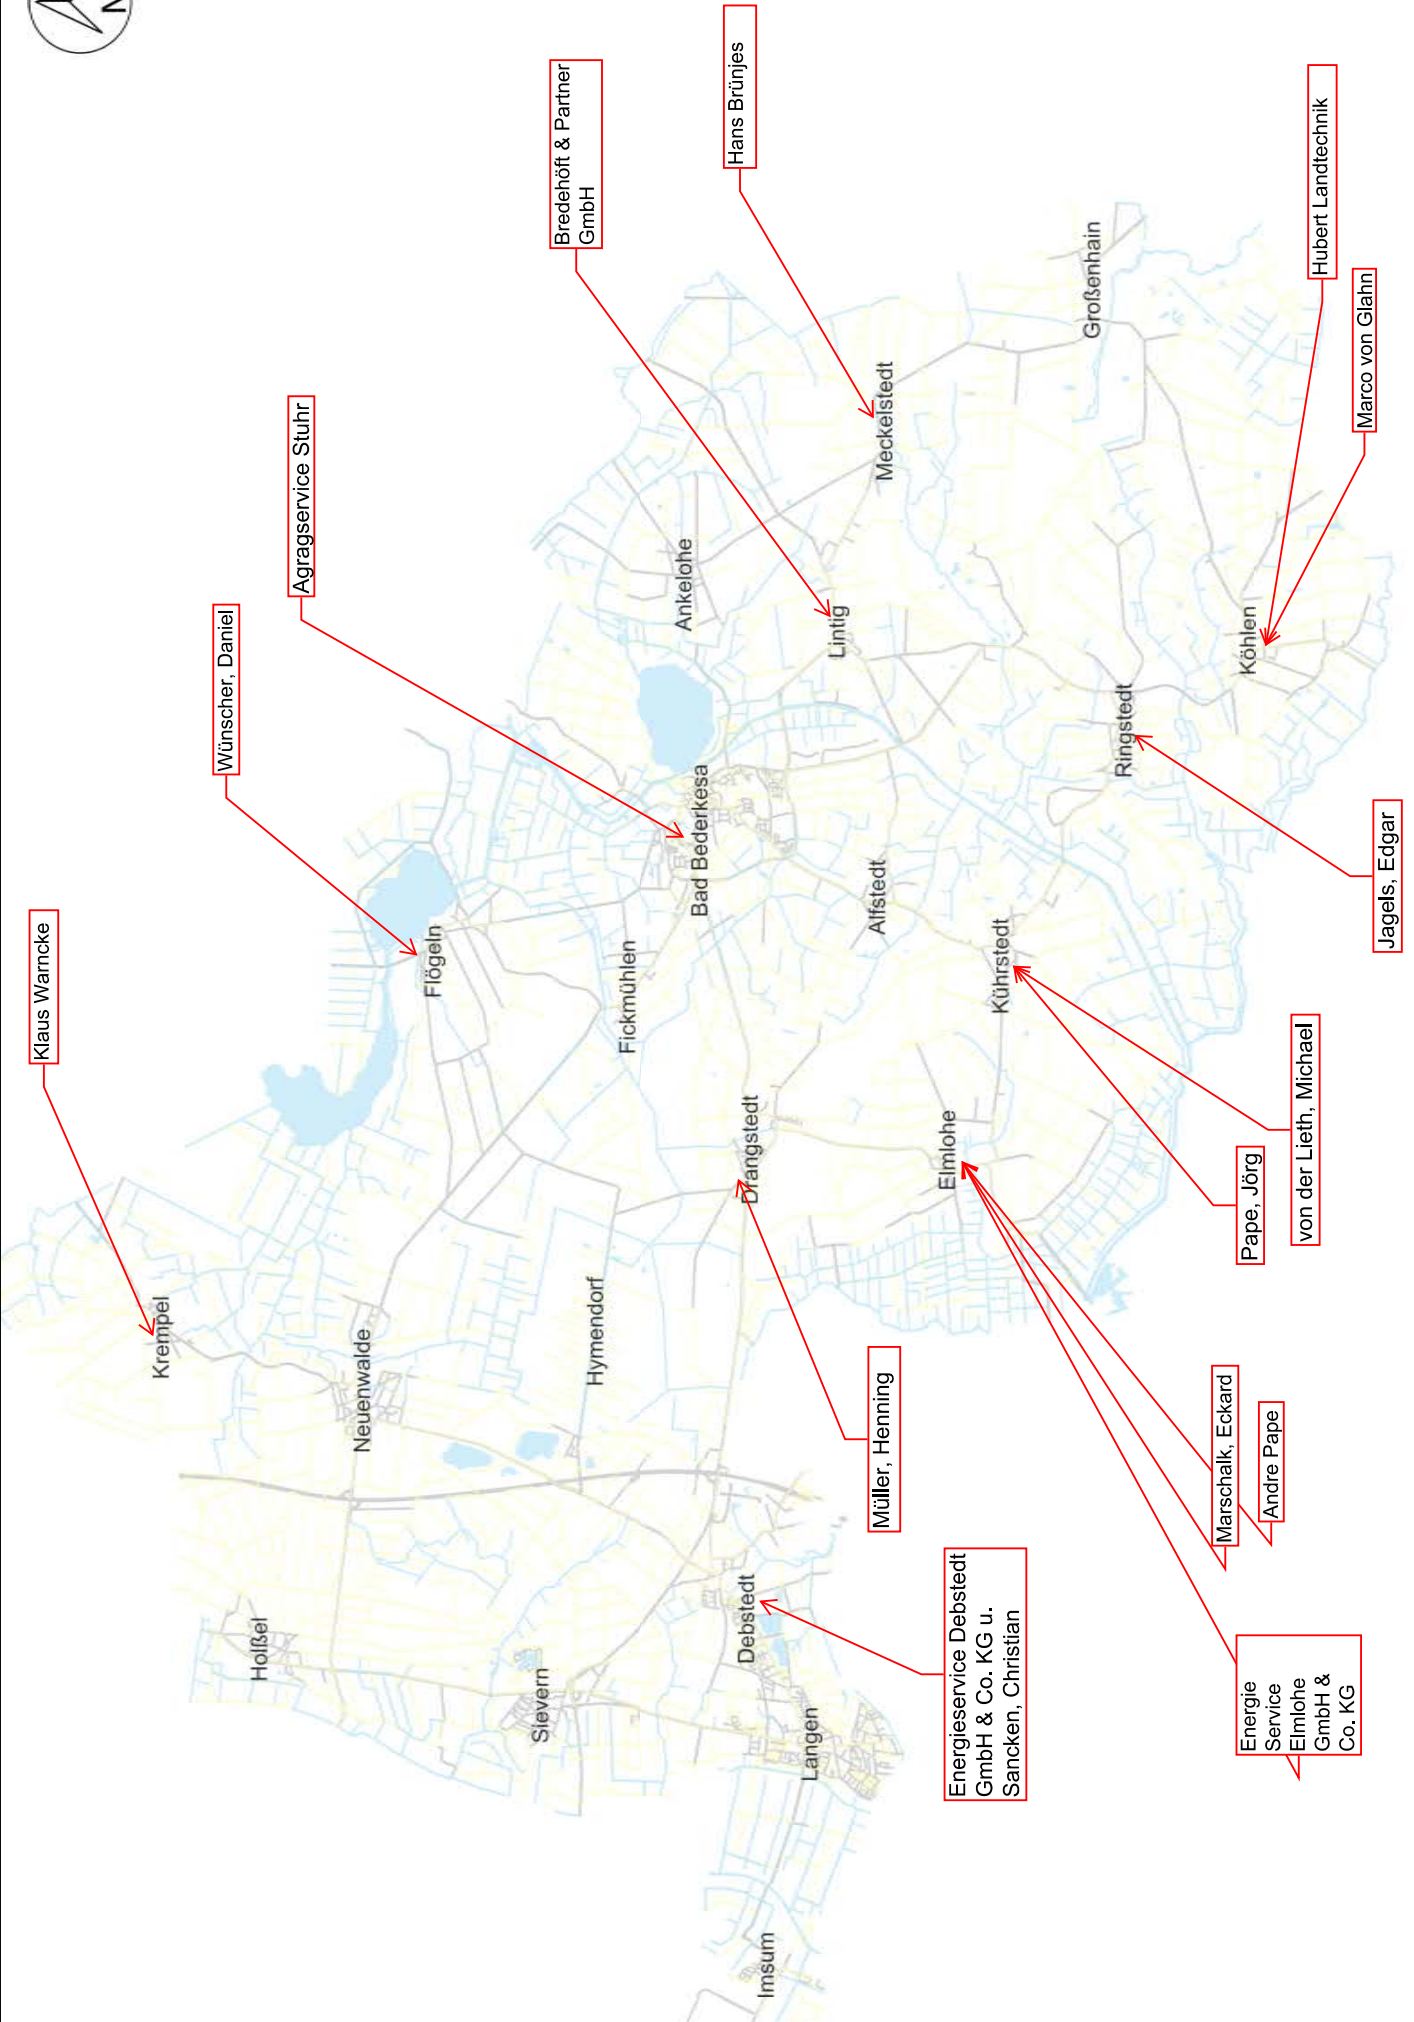 N
Klaus Warncke
Wünscher, Daniel
Agragservice Stuhr
Bredehöft & Partner
GmbH
Hans Brünjes
Hubert Landtechnik
Marco von Glahn
Jagels, Edgar
von der Lieth, Michael
Pape, Jörg
Marschalk, Eckard
Andre Pape
Energie
Service
Elmlohe
GmbH &
Co. KG
Müller, Henning
Energieservice Debstedt
GmbH & Co. KG u.
Sancken, Christian
Krempel
Neuenwalde
Holßel
Sievern
Hymendorf
Flögeln
Fickmühlen
Bad Bederkesa
Ankelohe
Lintig
Meckelstedt
Großenhain
Köhlen
Ringstedt
Alfstedt
Kührstedt
Elmlohe
Drangstedt
Debstedt
Langen
Imsum